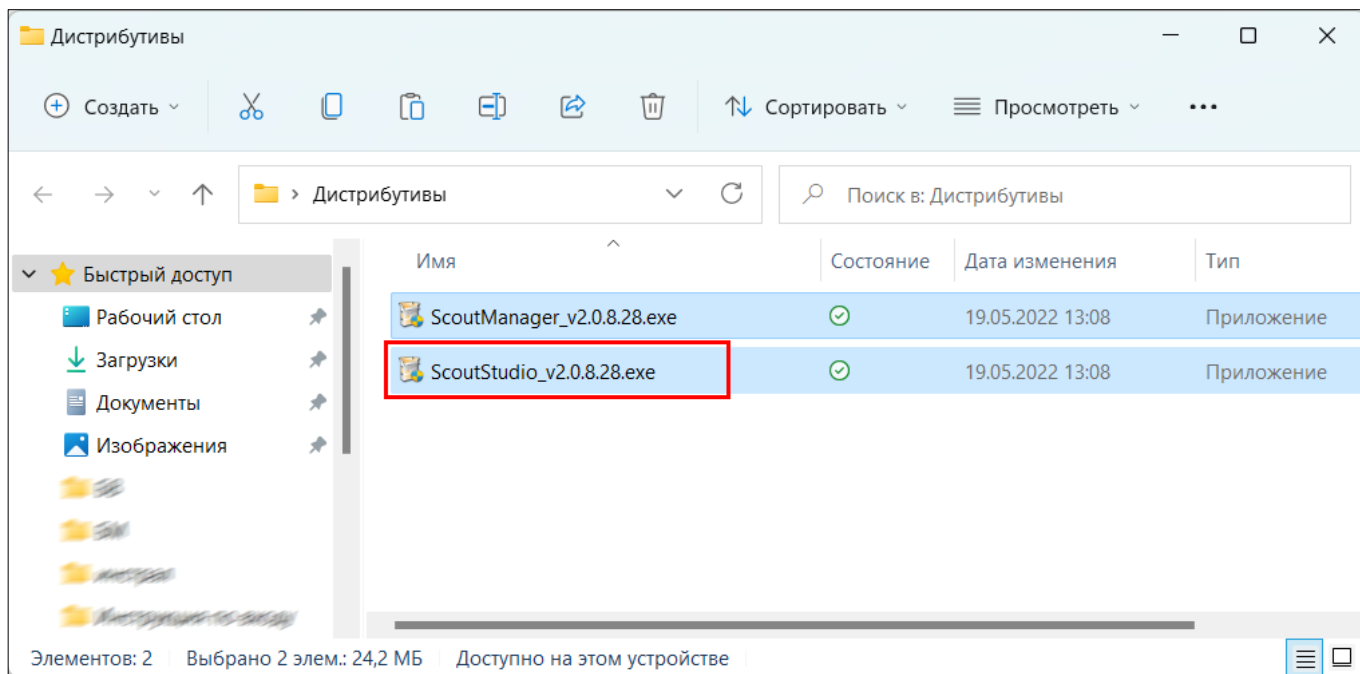 Дистрибутивы
Создать
Сортировать
Просмотреть
Дистрибутивы
Поиск в: Дистрибутивы
Имя Состояние Дата изменения Тип
Быстрый доступ
Рабочий стол
Загрузки
Документы
Изображения
ScoutManager_v2.0.8.28.exe 19.05.2022 13:08 Приложение
ScoutStudio_v2.0.8.28.exe 19.05.2022 13:08 Приложение
Элементов: 2 Выбрано 2 элем.: 24,2 МБ Доступно на этом устройстве